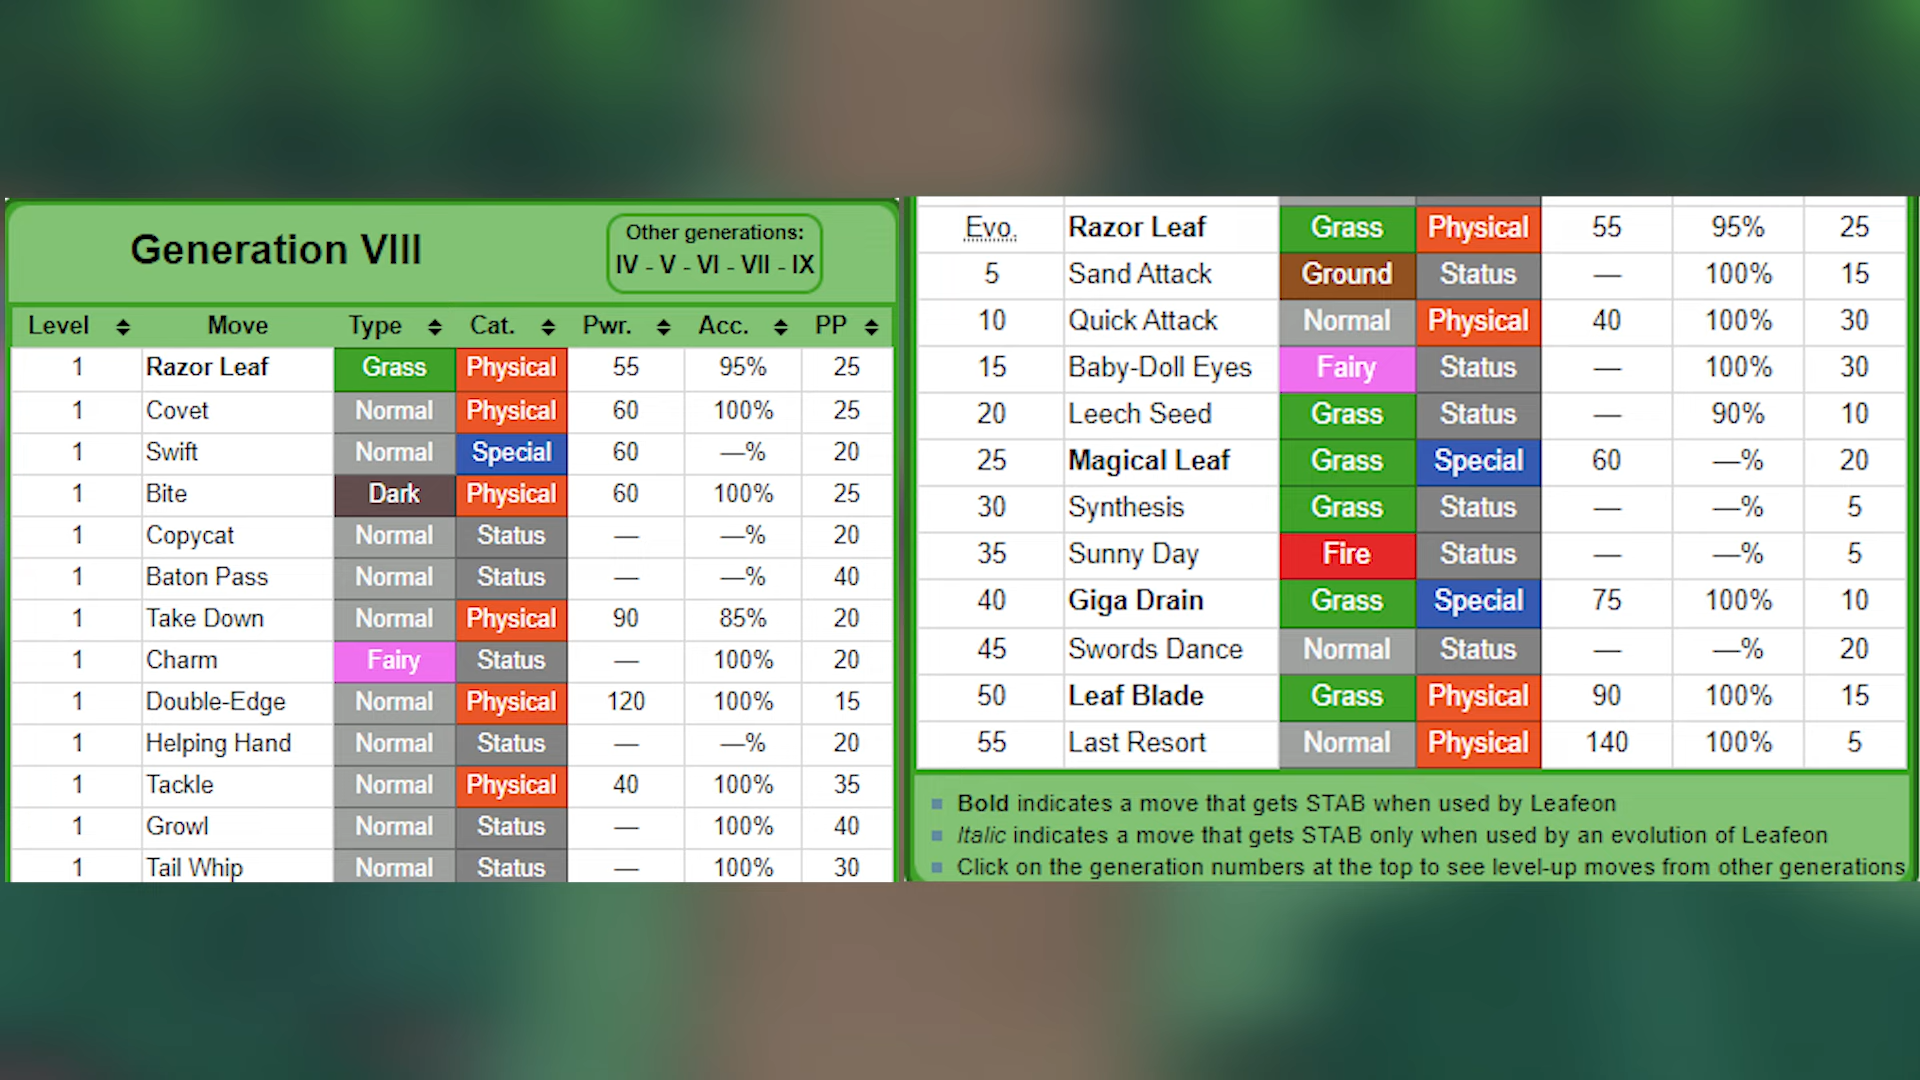 Generation VIII
Other generations:
IV - V - VI - VII - IX
Level Move Type Cat. Pwr. Acc. PP
1 Razor Leaf Grass Physical 55 95% 25
1 Covet Normal Physical 60 100% 25
1 Swift Normal Special 60 —% 20
1 Bite Dark Physical 60 100% 25
1 Copycat Normal Status — —% 20
1 Baton Pass Normal Status — —% 40
1 Take Down Normal Physical 90 85% 20
1 Charm Fairy Status — 100% 20
1 Double-Edge Normal Physical 120 100% 15
1 Helping Hand Normal Status — —% 20
1 Tackle Normal Physical 40 100% 35
1 Growl Normal Status — 100% 40
1 Tail Whip Normal Status — 100% 30
Evo. Razor Leaf Grass Physical 55 95% 25
5 Sand Attack Ground Status — 100% 15
10 Quick Attack Normal Physical 40 100% 30
15 Baby-Doll Eyes Fairy Status — 100% 30
20 Leech Seed Grass Status — 90% 10
25 Magical Leaf Grass Special 60 —% 20
30 Synthesis Grass Status — —% 5
35 Sunny Day Fire Status — —% 5
40 Giga Drain Grass Special 75 100% 10
45 Swords Dance Normal Status — —% 20
50 Leaf Blade Grass Physical 90 100% 15
55 Last Resort Normal Physical 140 100% 5
Bold indicates a move that gets STAB when used by Leafeon
Italic indicates a move that gets STAB only when used by an evolution of Leafeon
Click on the generation numbers at the top to see level-up moves from other generations